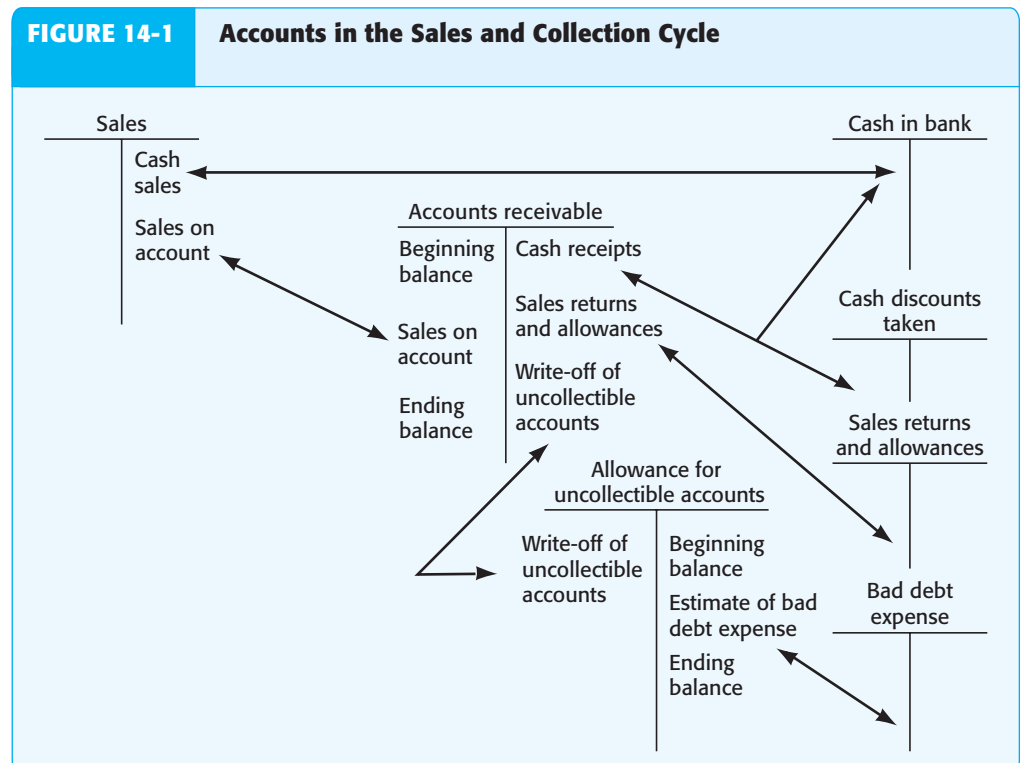 FIGURE 14-1
Accounts in the Sales and Collection Cycle
Sales
Cash
sales
Sales on
account
Accounts receivable
Beginning
balance
Sales on
account
Ending
balance
Cash receipts
Sales returns
and allowances
Write-off of
uncollectible
accounts
Allowance for
uncollectible accounts
Write-off of
uncollectible
accounts
Beginning
balance
Estimate of bad
debt expense
Ending
balance
Cash in bank
Cash discounts
taken
Sales returns
and allowances
Bad debt
expense